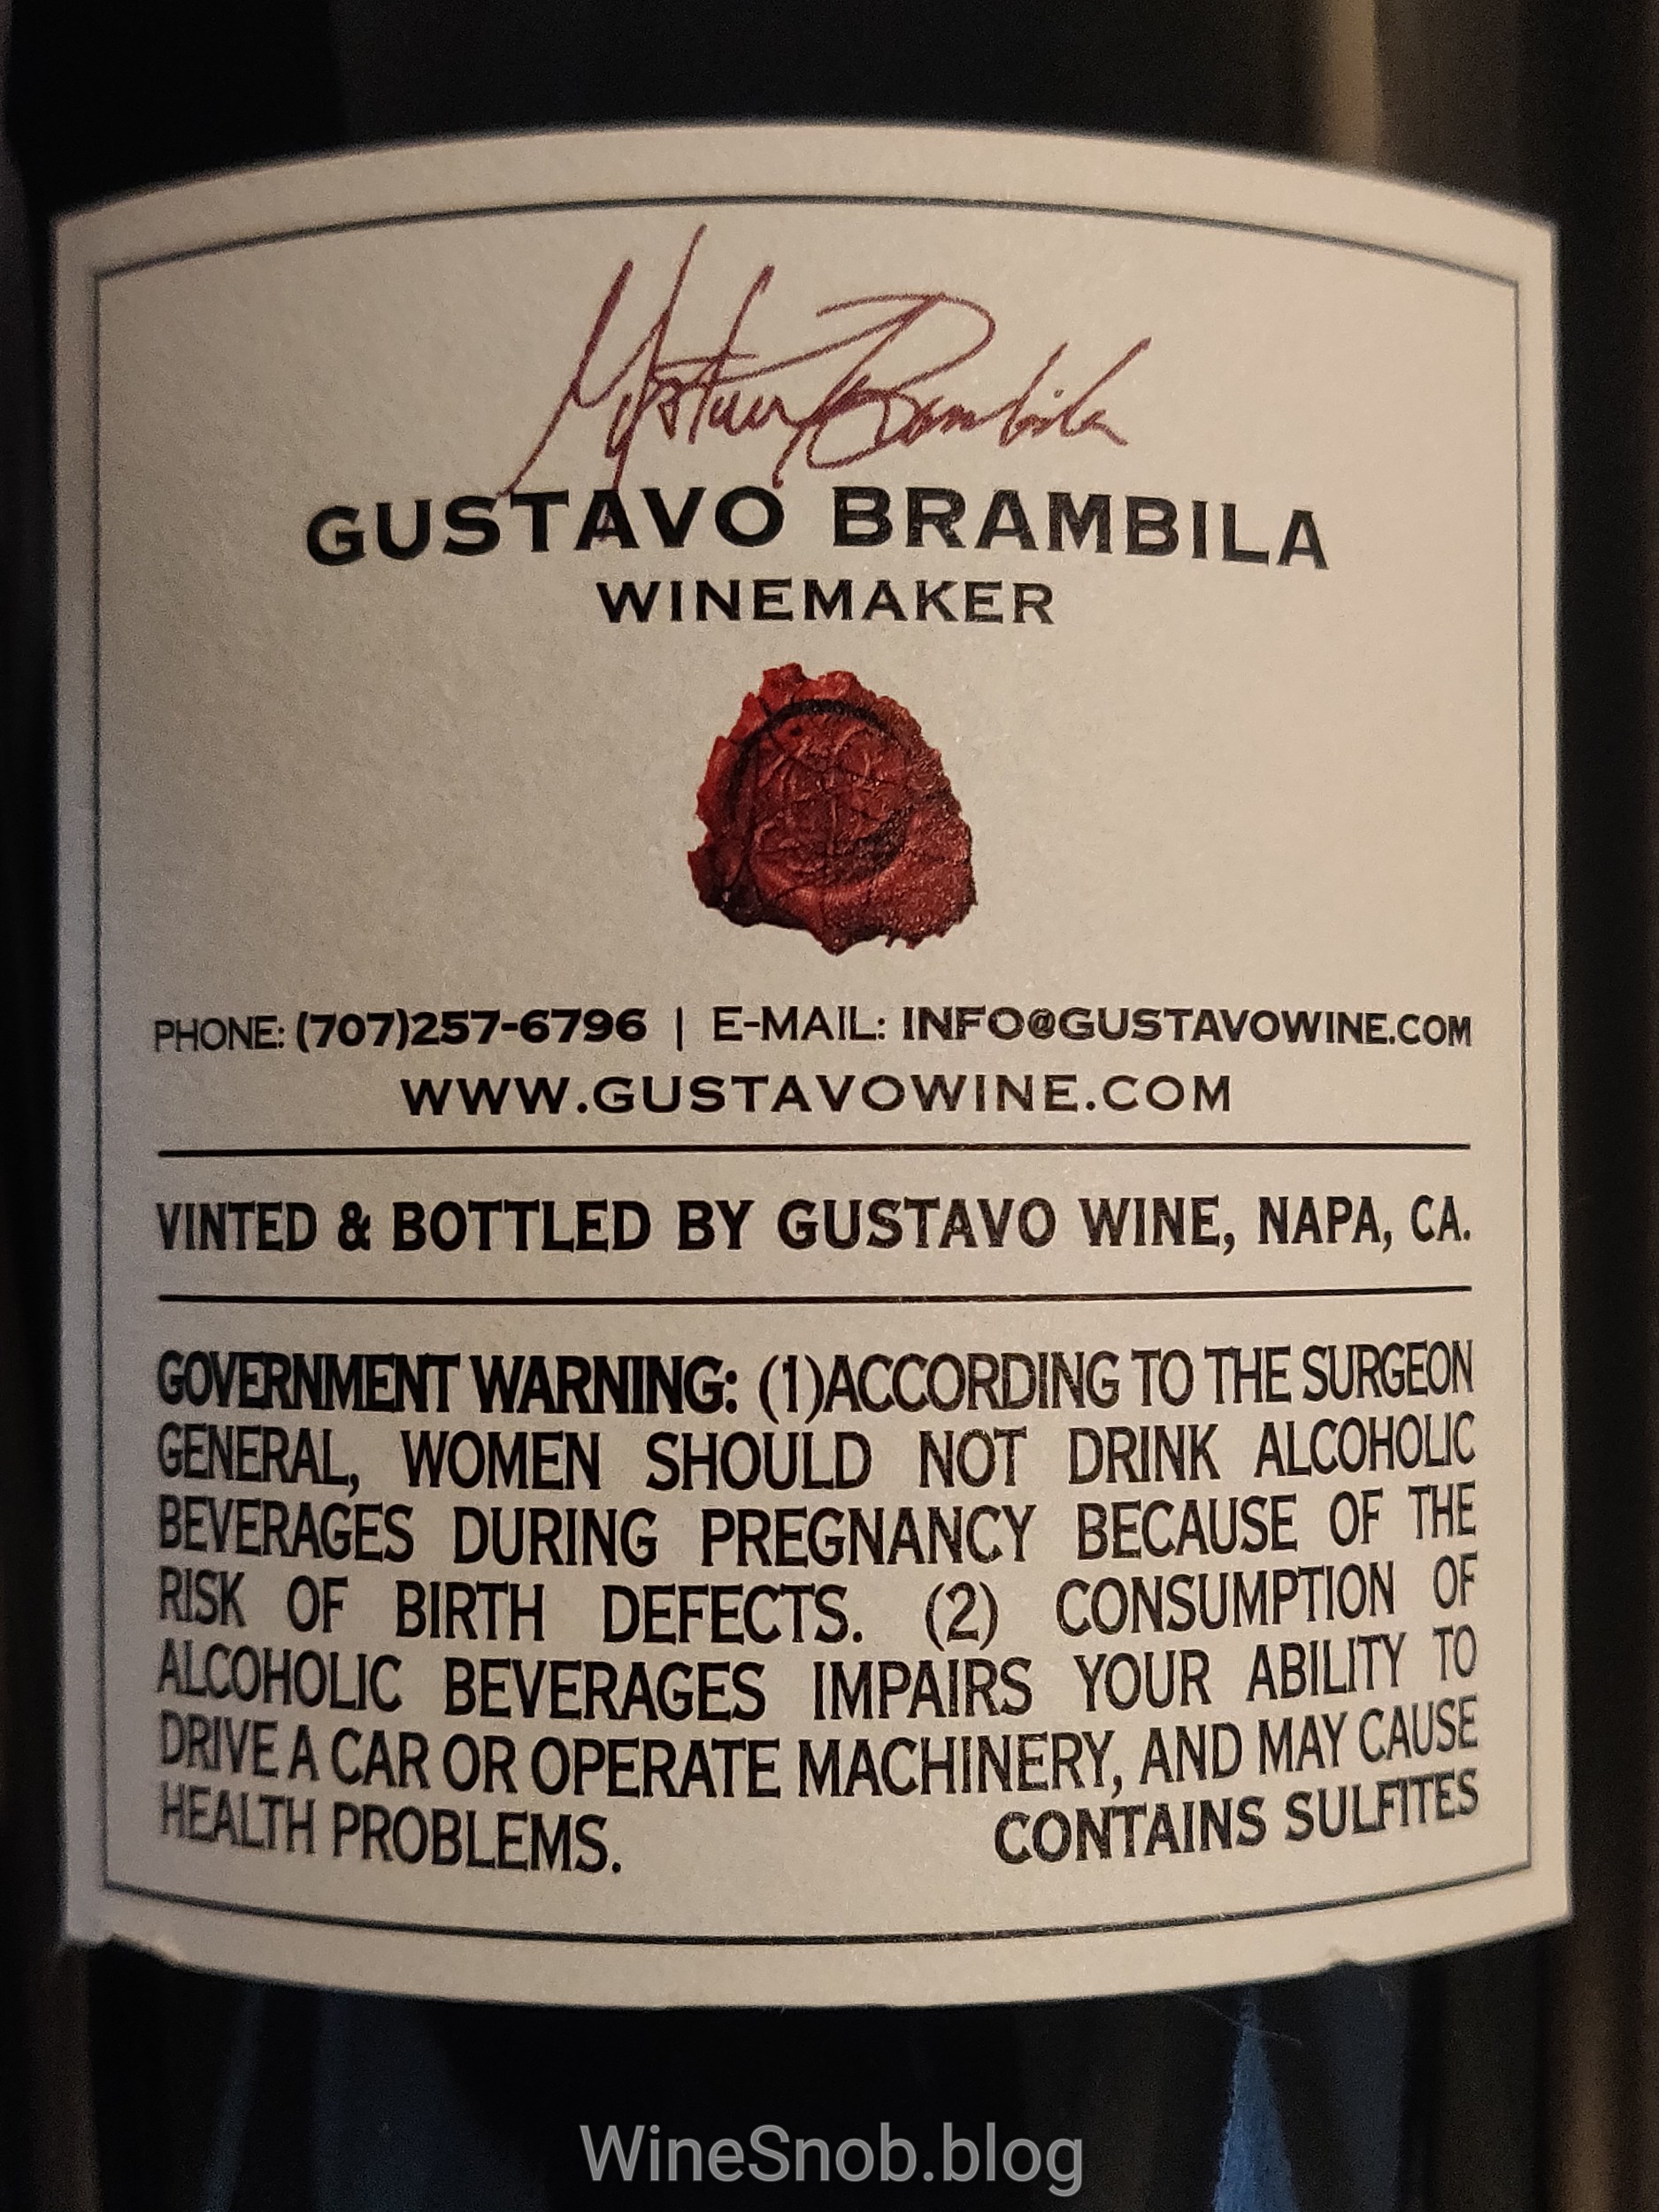 Gustavo Brambila
GUSTAVO BRAMBILA
WINEMAKER
PHONE: (707)257-6796 | E-MAIL: INFO@GUSTAVOWINE.COM
WWW.GUSTAVOWINE.COM
VINTED & BOTTLED BY GUSTAVO WINE, NAPA, CA.
GOVERNMENT WARNING: (1)ACCORDING TO THE SURGEON
GENERAL, WOMEN SHOULD NOT DRINK ALCOHOLIC
BEVERAGES DURING PREGNANCY BECAUSE OF THE
RISK OF BIRTH DEFECTS. (2) CONSUMPTION OF
ALCOHOLIC BEVERAGES IMPAIRS YOUR ABILITY TO
DRIVE A CAR OR OPERATE MACHINERY, AND MAY CAUSE
HEALTH PROBLEMS. CONTAINS SULFITES
WineSnob.blog